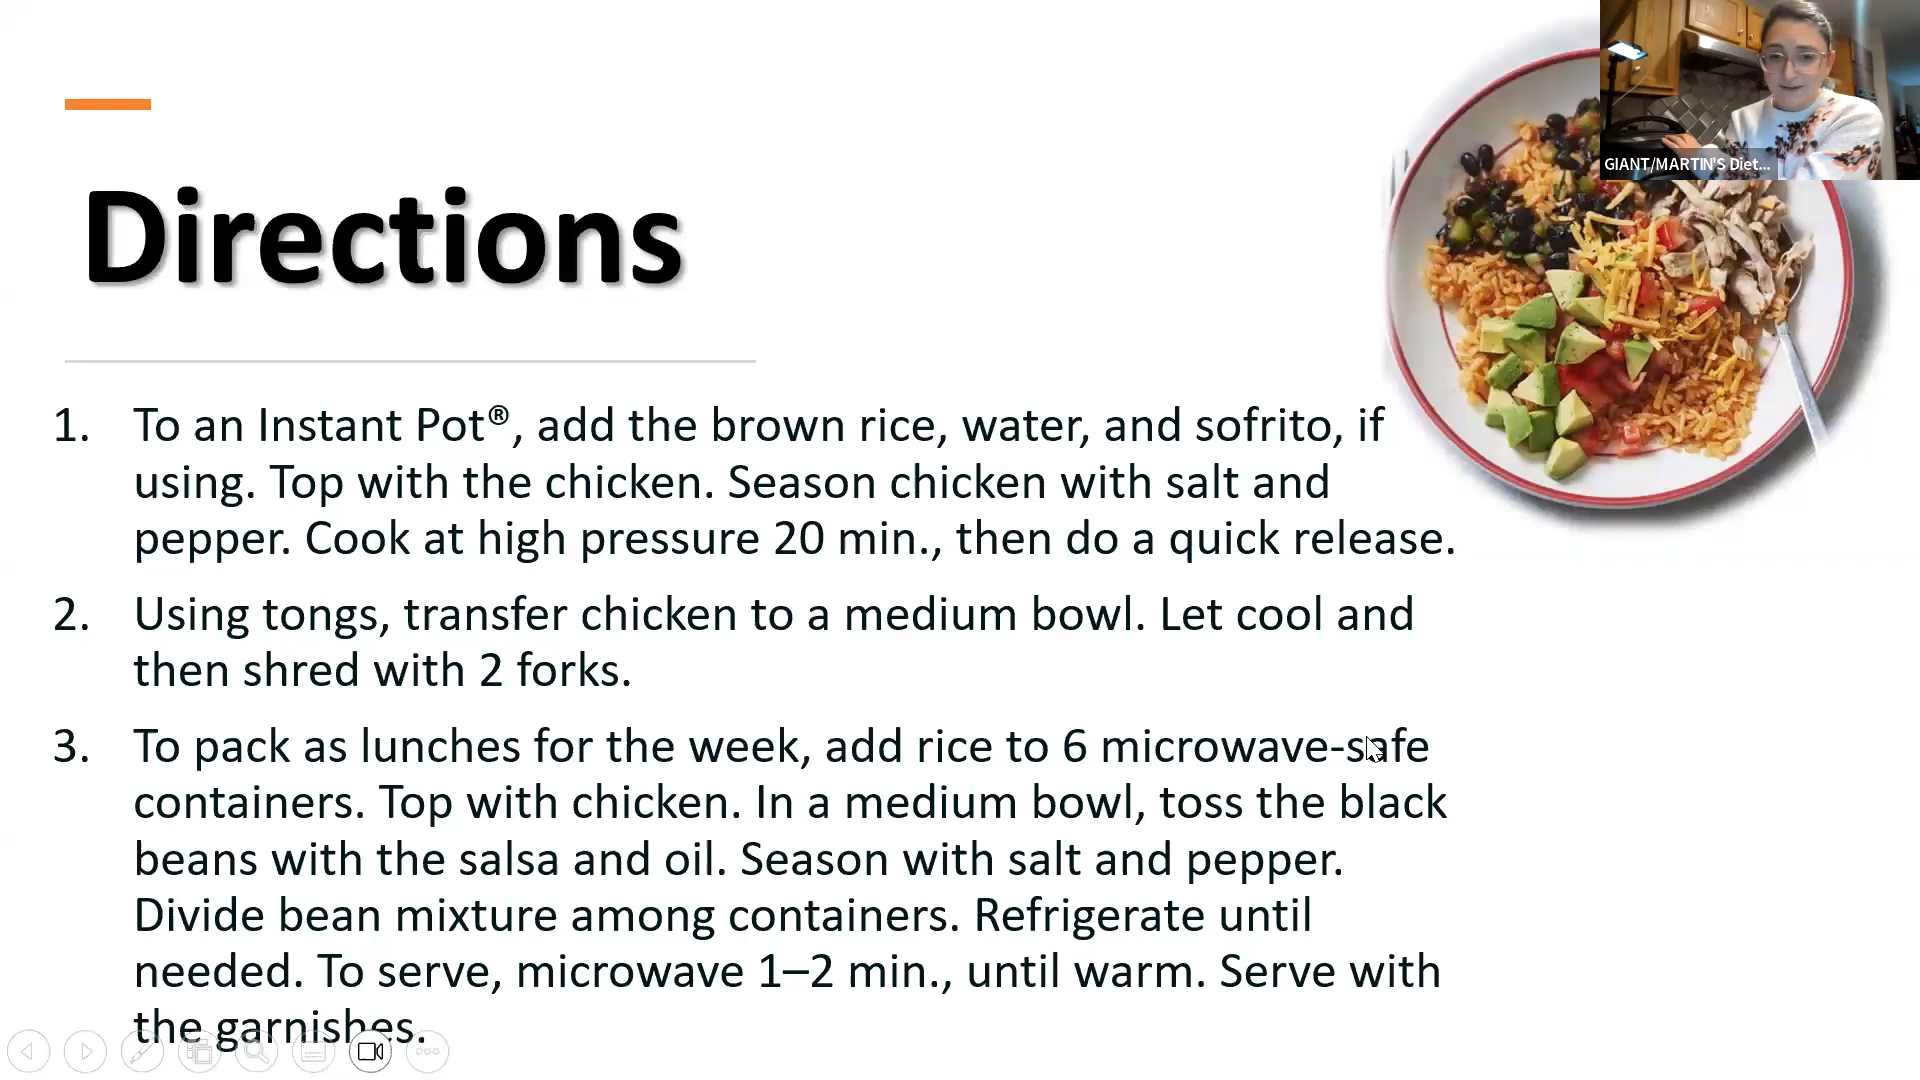 GIANT/MARTIN'S Diet...
Directions
1. To an Instant Pot®, add the brown rice, water, and sofrito, if
using. Top with the chicken. Season chicken with salt and
pepper. Cook at high pressure 20 min., then do a quick release.
2. Using tongs, transfer chicken to a medium bowl. Let cool and
then shred with 2 forks.
3. To pack as lunches for the week, add rice to 6 microwave-safe
containers. Top with chicken. In a medium bowl, toss the black
beans with the salsa and oil. Season with salt and pepper.
Divide bean mixture among containers. Refrigerate until
needed. To serve, microwave 1–2 min., until warm. Serve with
the garnishes.